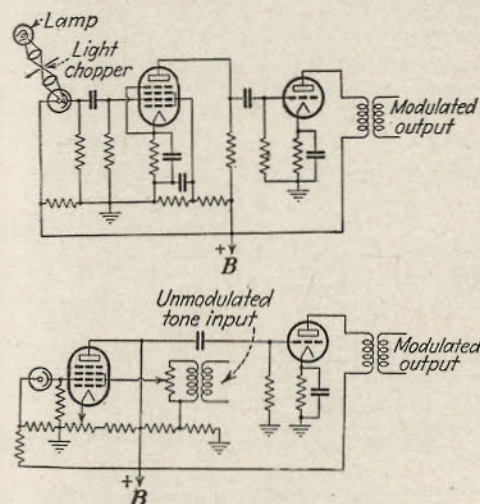 Lamp
Light
chopper
Modulated
output
+
B
Unmodulated
tone input
Modulated
output
+
B